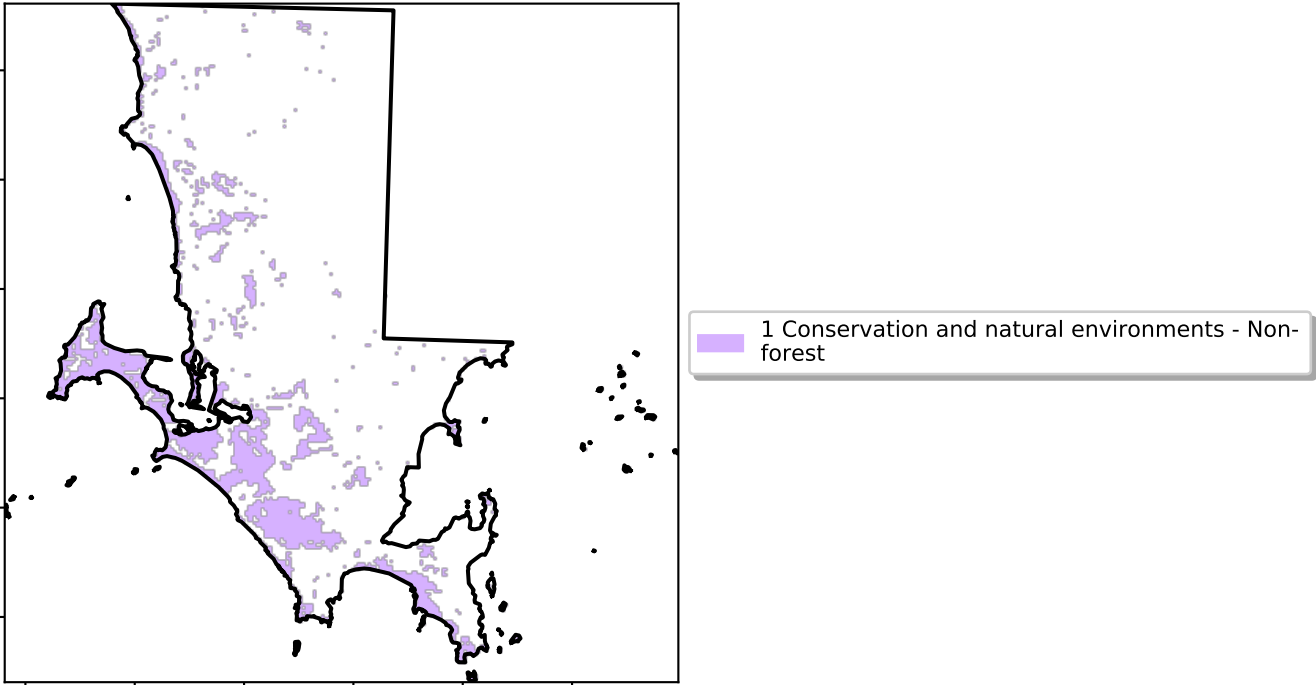 1 Conservation and natural environments - Non-
forest